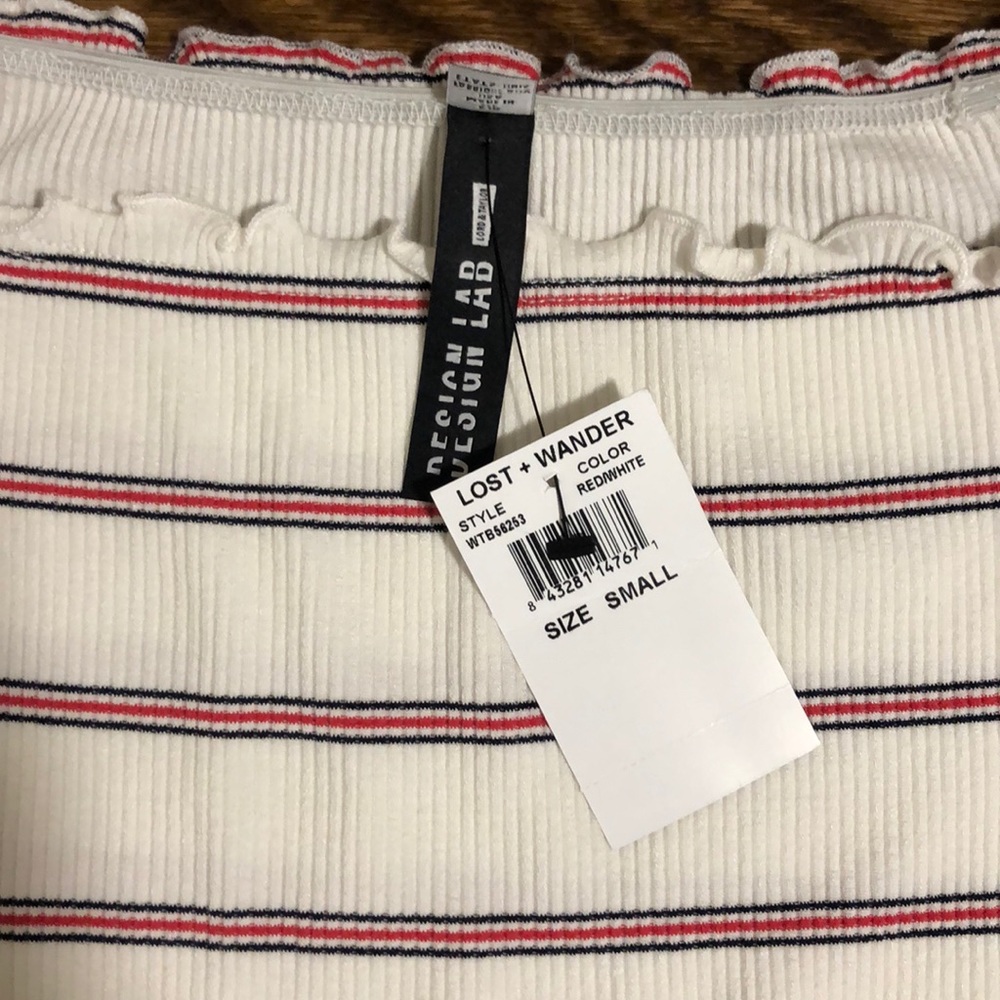 LORD & TAYLOR
DESIGN LAB
LOST + WANDER
STYLE
WTB56253
COLOR
RED/WHITE
8 43281 14767 1
SIZE SMALL